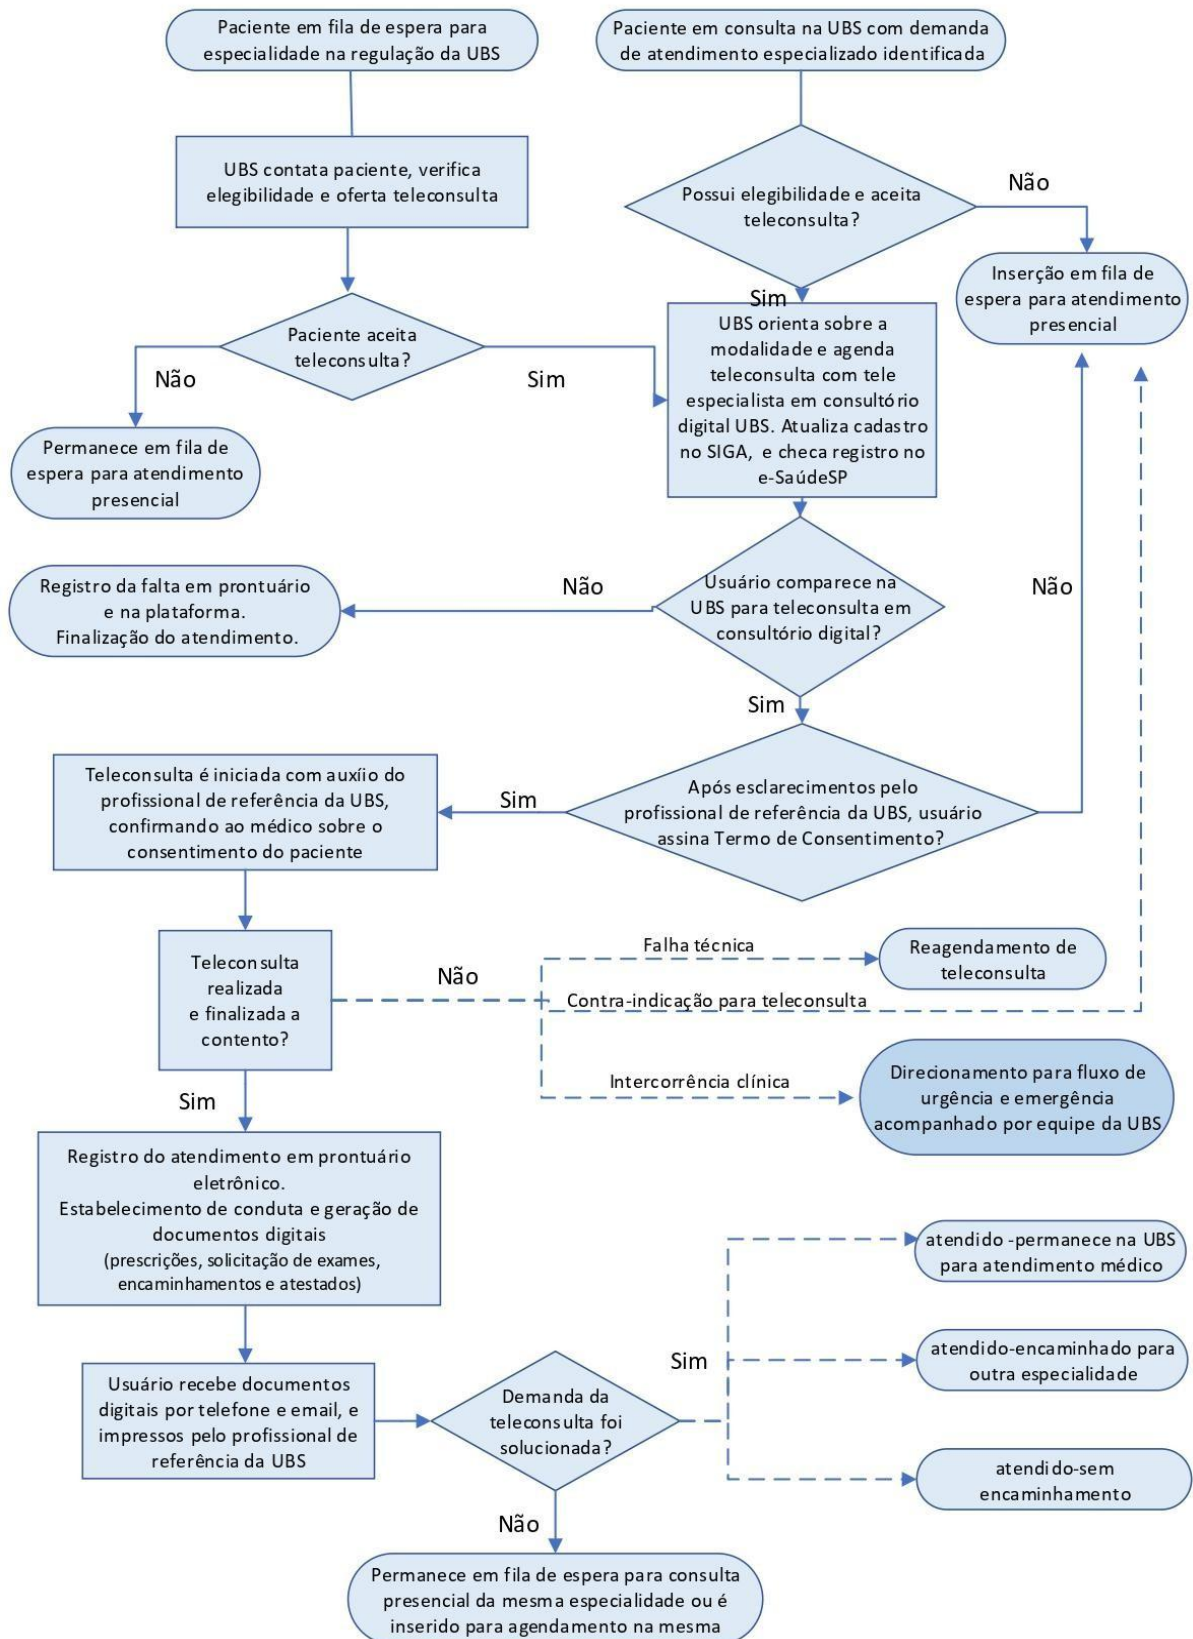 Paciente em fila de espera para
especialidade na regulação da UBS
Paciente em consulta na UBS com demanda
de atendimento especializado identificada
UBS contata paciente, verifica
elegibilidade e oferta teleconsulta
Possui elegibilidade e aceita
teleconsulta?
Não
Inserção em fila de
espera para atendimento
presencial
Sim
Paciente aceita
teleconsulta?
Não
Sim
UBS orienta sobre a
modalidade e agenda
teleconsulta com tele
especialista em consultório
digital UBS. Atualiza cadastro
no SIGA, e checa registro no
e-SaúdeSP
Permanece em fila de
espera para atendimento
presencial
Usuário comparece na
UBS para teleconsulta em
consultório digital?
Não
Não
Registro da falta em prontuário
e na plataforma.
Finalização do atendimento.
Sim
Após esclarecimentos pelo
profissional de referência da UBS, usuário
assina Termo de Consentimento?
Sim
Teleconsulta é iniciada com auxíio do
profissional de referência da UBS,
confirmando ao médico sobre o
consentimento do paciente
Teleconsulta
realizada
e finalizada a
contento?
Não
Falha técnica
Reagendamento de
teleconsulta
Contra-indicação para teleconsulta
Intercorrência clínica
Direcionamento para fluxo de
urgência e emergência
acompanhado por equipe da UBS
Sim
Registro do atendimento em prontuário
eletrônico.
Estabelecimento de conduta e geração de
documentos digitais
(prescrições, solicitação de exames,
encaminhamentos e atestados)
Usuário recebe documentos
digitais por telefone e email, e
impressos pelo profissional de
referência da UBS
Demanda da
teleconsulta foi
solucionada?
Sim
atendido -permanece na UBS
para atendimento médico
atendido-encaminhado para
outra especialidade
atendido-sem
encaminhamento
Não
Permanece em fila de espera para consulta
presencial da mesma especialidade ou é
inserido para agendamento na mesma